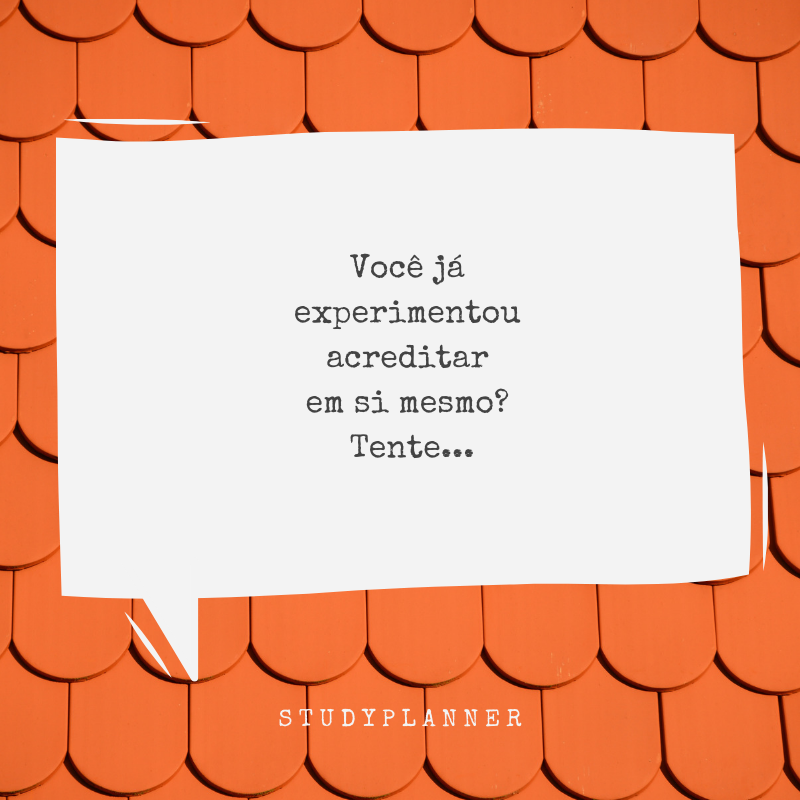 Você já
experimentou
acreditar
em si mesmo?
Tente...
STUDYPLANNER